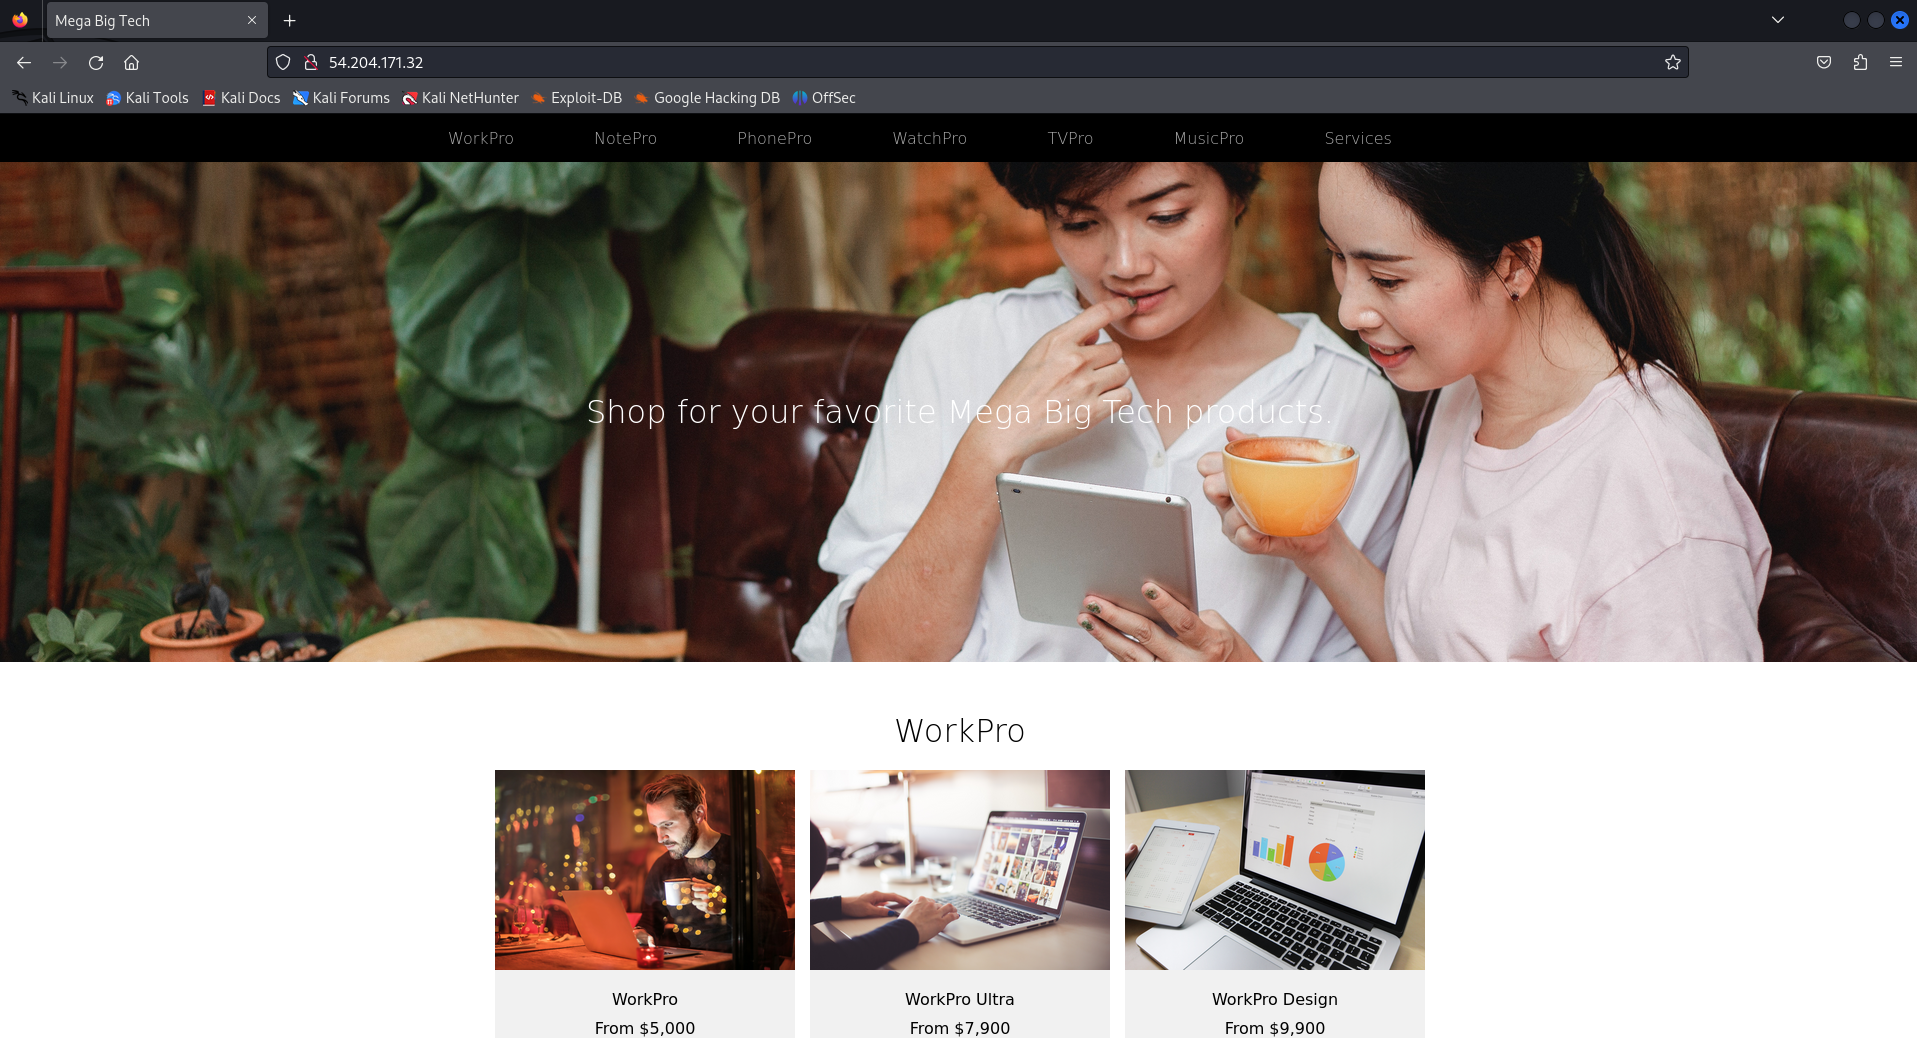 Mega Big Tech
54.204.171.32
Kali Linux Kali Tools Kali Docs Kali Forums Kali NetHunter Exploit-DB Google Hacking DB OffSec
WorkPro NotePro PhonePro WatchPro TVPro MusicPro Services
Shop for your favorite Mega Big Tech products.
WorkPro
WorkPro WorkPro Ultra WorkPro Design
From $5,000 From $7,900 From $9,900